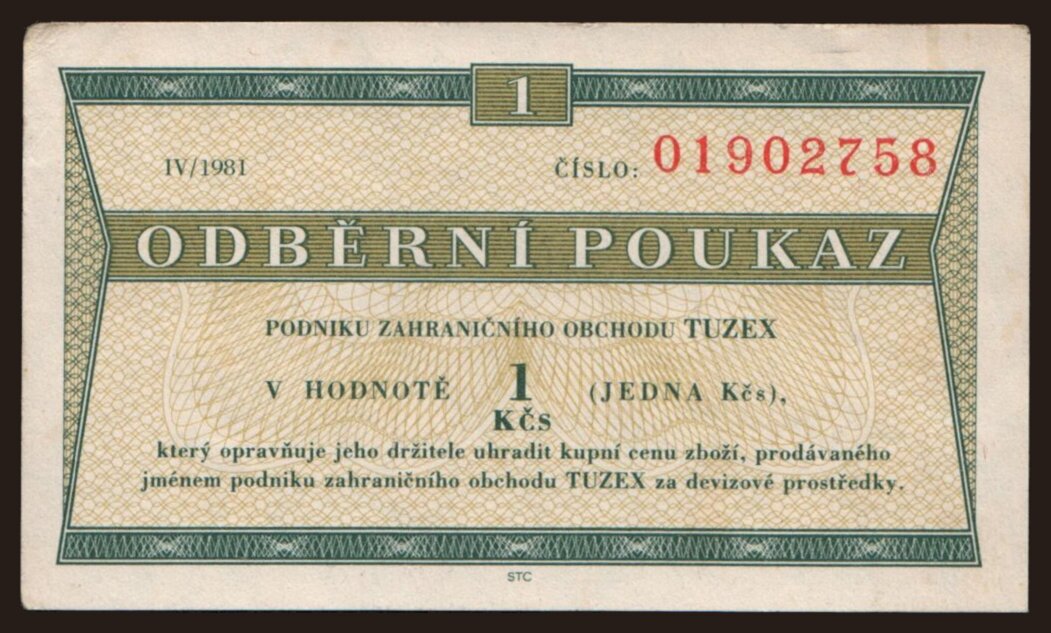 1
IV/1981 ČÍSLO: 01902758
ODBĚRNÍ POUKAZ
PODNIKU ZAHRANIČNÍHO OBCHODU TUZEX
V HODNOTĚ 1 (JEDNA Kčs),
KČS
který opravňuje jeho držitele uhradit kupní cenu zboží, prodávaného
jménem podniku zahraničního obchodu TUZEX za devizové prostředky.
STC